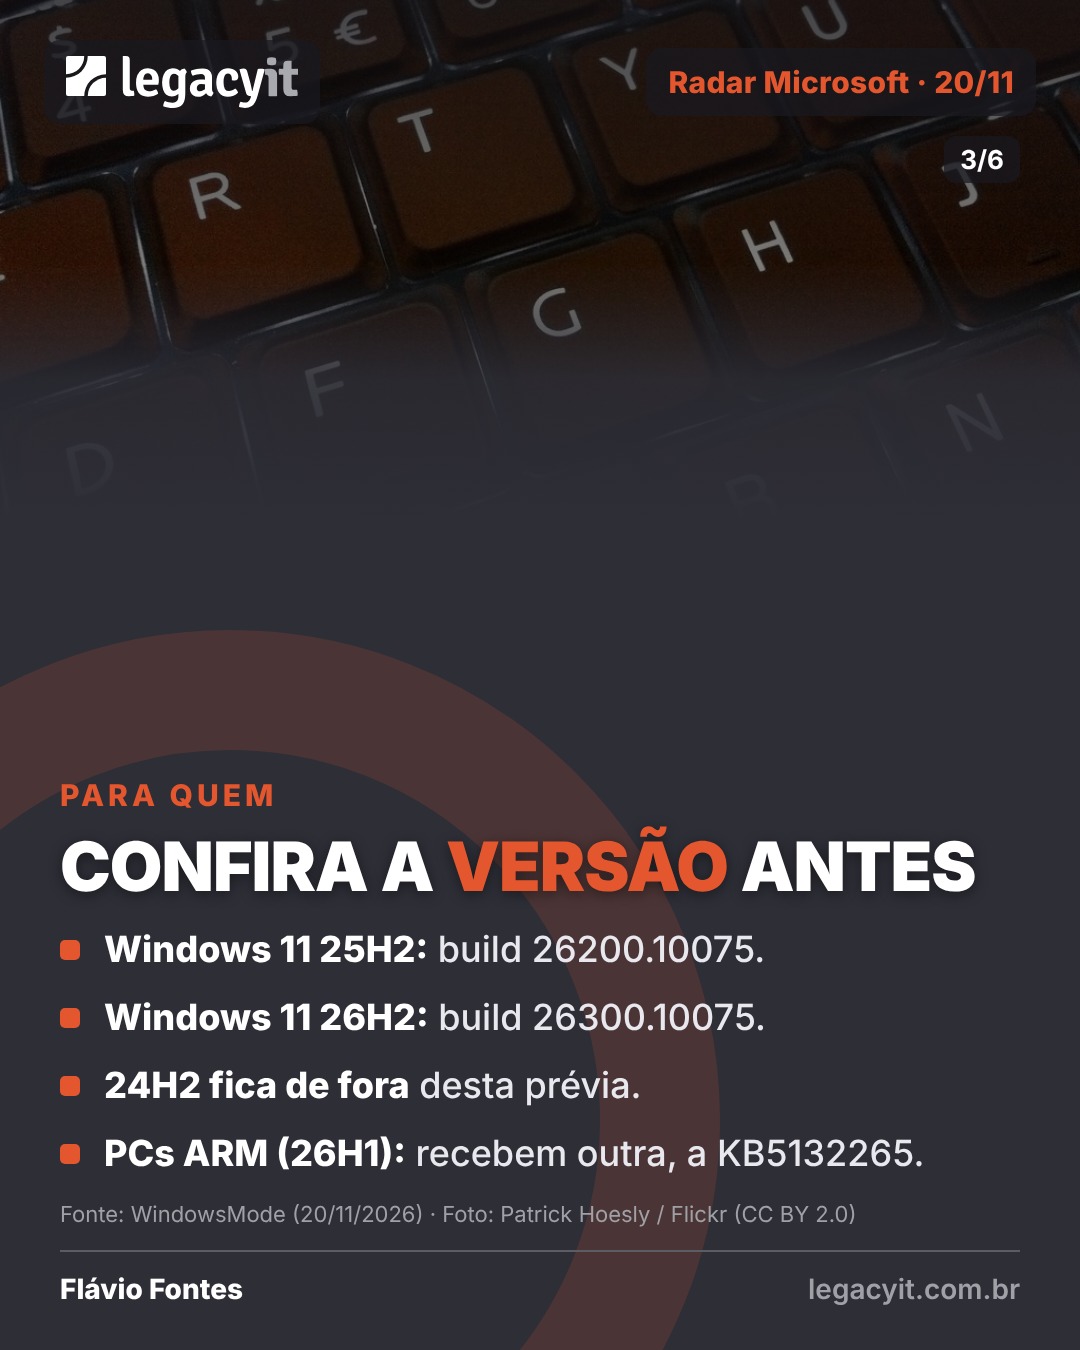 legacyit
Radar Microsoft · 20/11
3/6
$ 4
5 €
R
T
Y
U
D
F
G
H
J
B
N
PARA QUEM
CONFIRA A VERSÃO ANTES
Windows 11 25H2: build 26200.10075.
Windows 11 26H2: build 26300.10075.
24H2 fica de fora desta prévia.
PCs ARM (26H1): recebem outra, a KB5132265.
Fonte: WindowsMode (20/11/2026) · Foto: Patrick Hoesly / Flickr (CC BY 2.0)
Flávio Fontes
legacyit.com.br